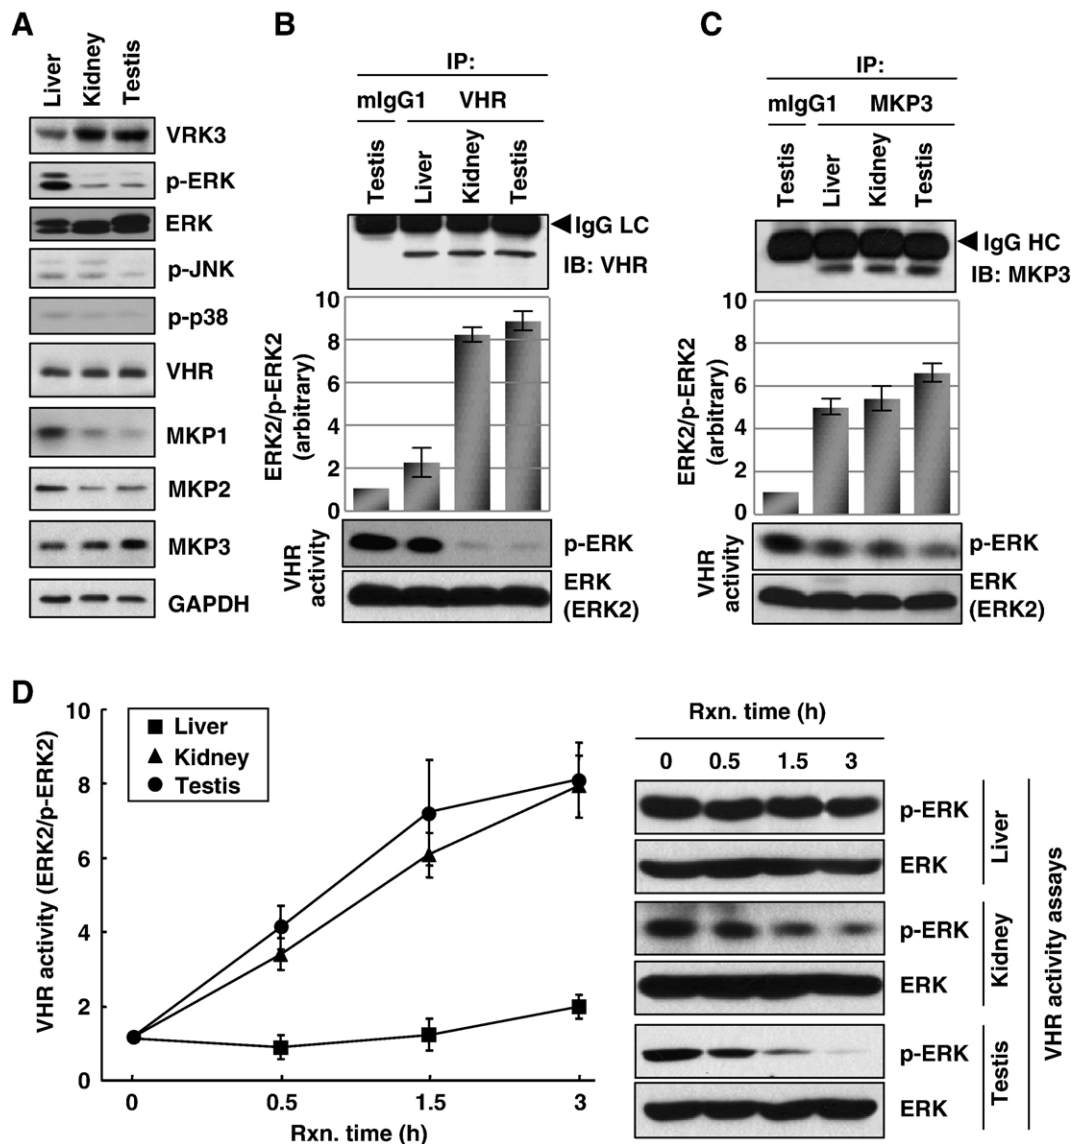 A
Liver
Kidney
Testis
VRK3
p-ERK
ERK
p-JNK
p-p38
VHR
MKP1
MKP2
MKP3
GAPDH
B
IP:
mIgG1
VHR
Testis
Liver
Kidney
Testis
IgG LC
IB: VHR
ERK2/p-ERK2
(arbitrary)
10
8
6
4
2
0
VHR
activity
p-ERK
ERK
(ERK2)
C
IP:
mIgG1
MKP3
Testis
Liver
Kidney
Testis
IgG HC
IB: MKP3
ERK2/p-ERK2
(arbitrary)
10
8
6
4
2
0
VHR
activity
p-ERK
ERK
(ERK2)
D
VHR activity (ERK2/p-ERK2)
10
8
6
4
2
0
Liver
Kidney
Testis
0
0.5
1.5
3
Rxn. time (h)
Rxn. time (h)
0 0.5 1.5 3
p-ERK
ERK
Liver
p-ERK
ERK
Kidney
p-ERK
ERK
Testis
VHR activity assays